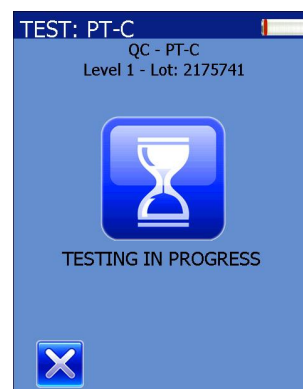 TEST: PT-C
QC - PT-C
Level 1 - Lot: 2175741
TESTING IN PROGRESS